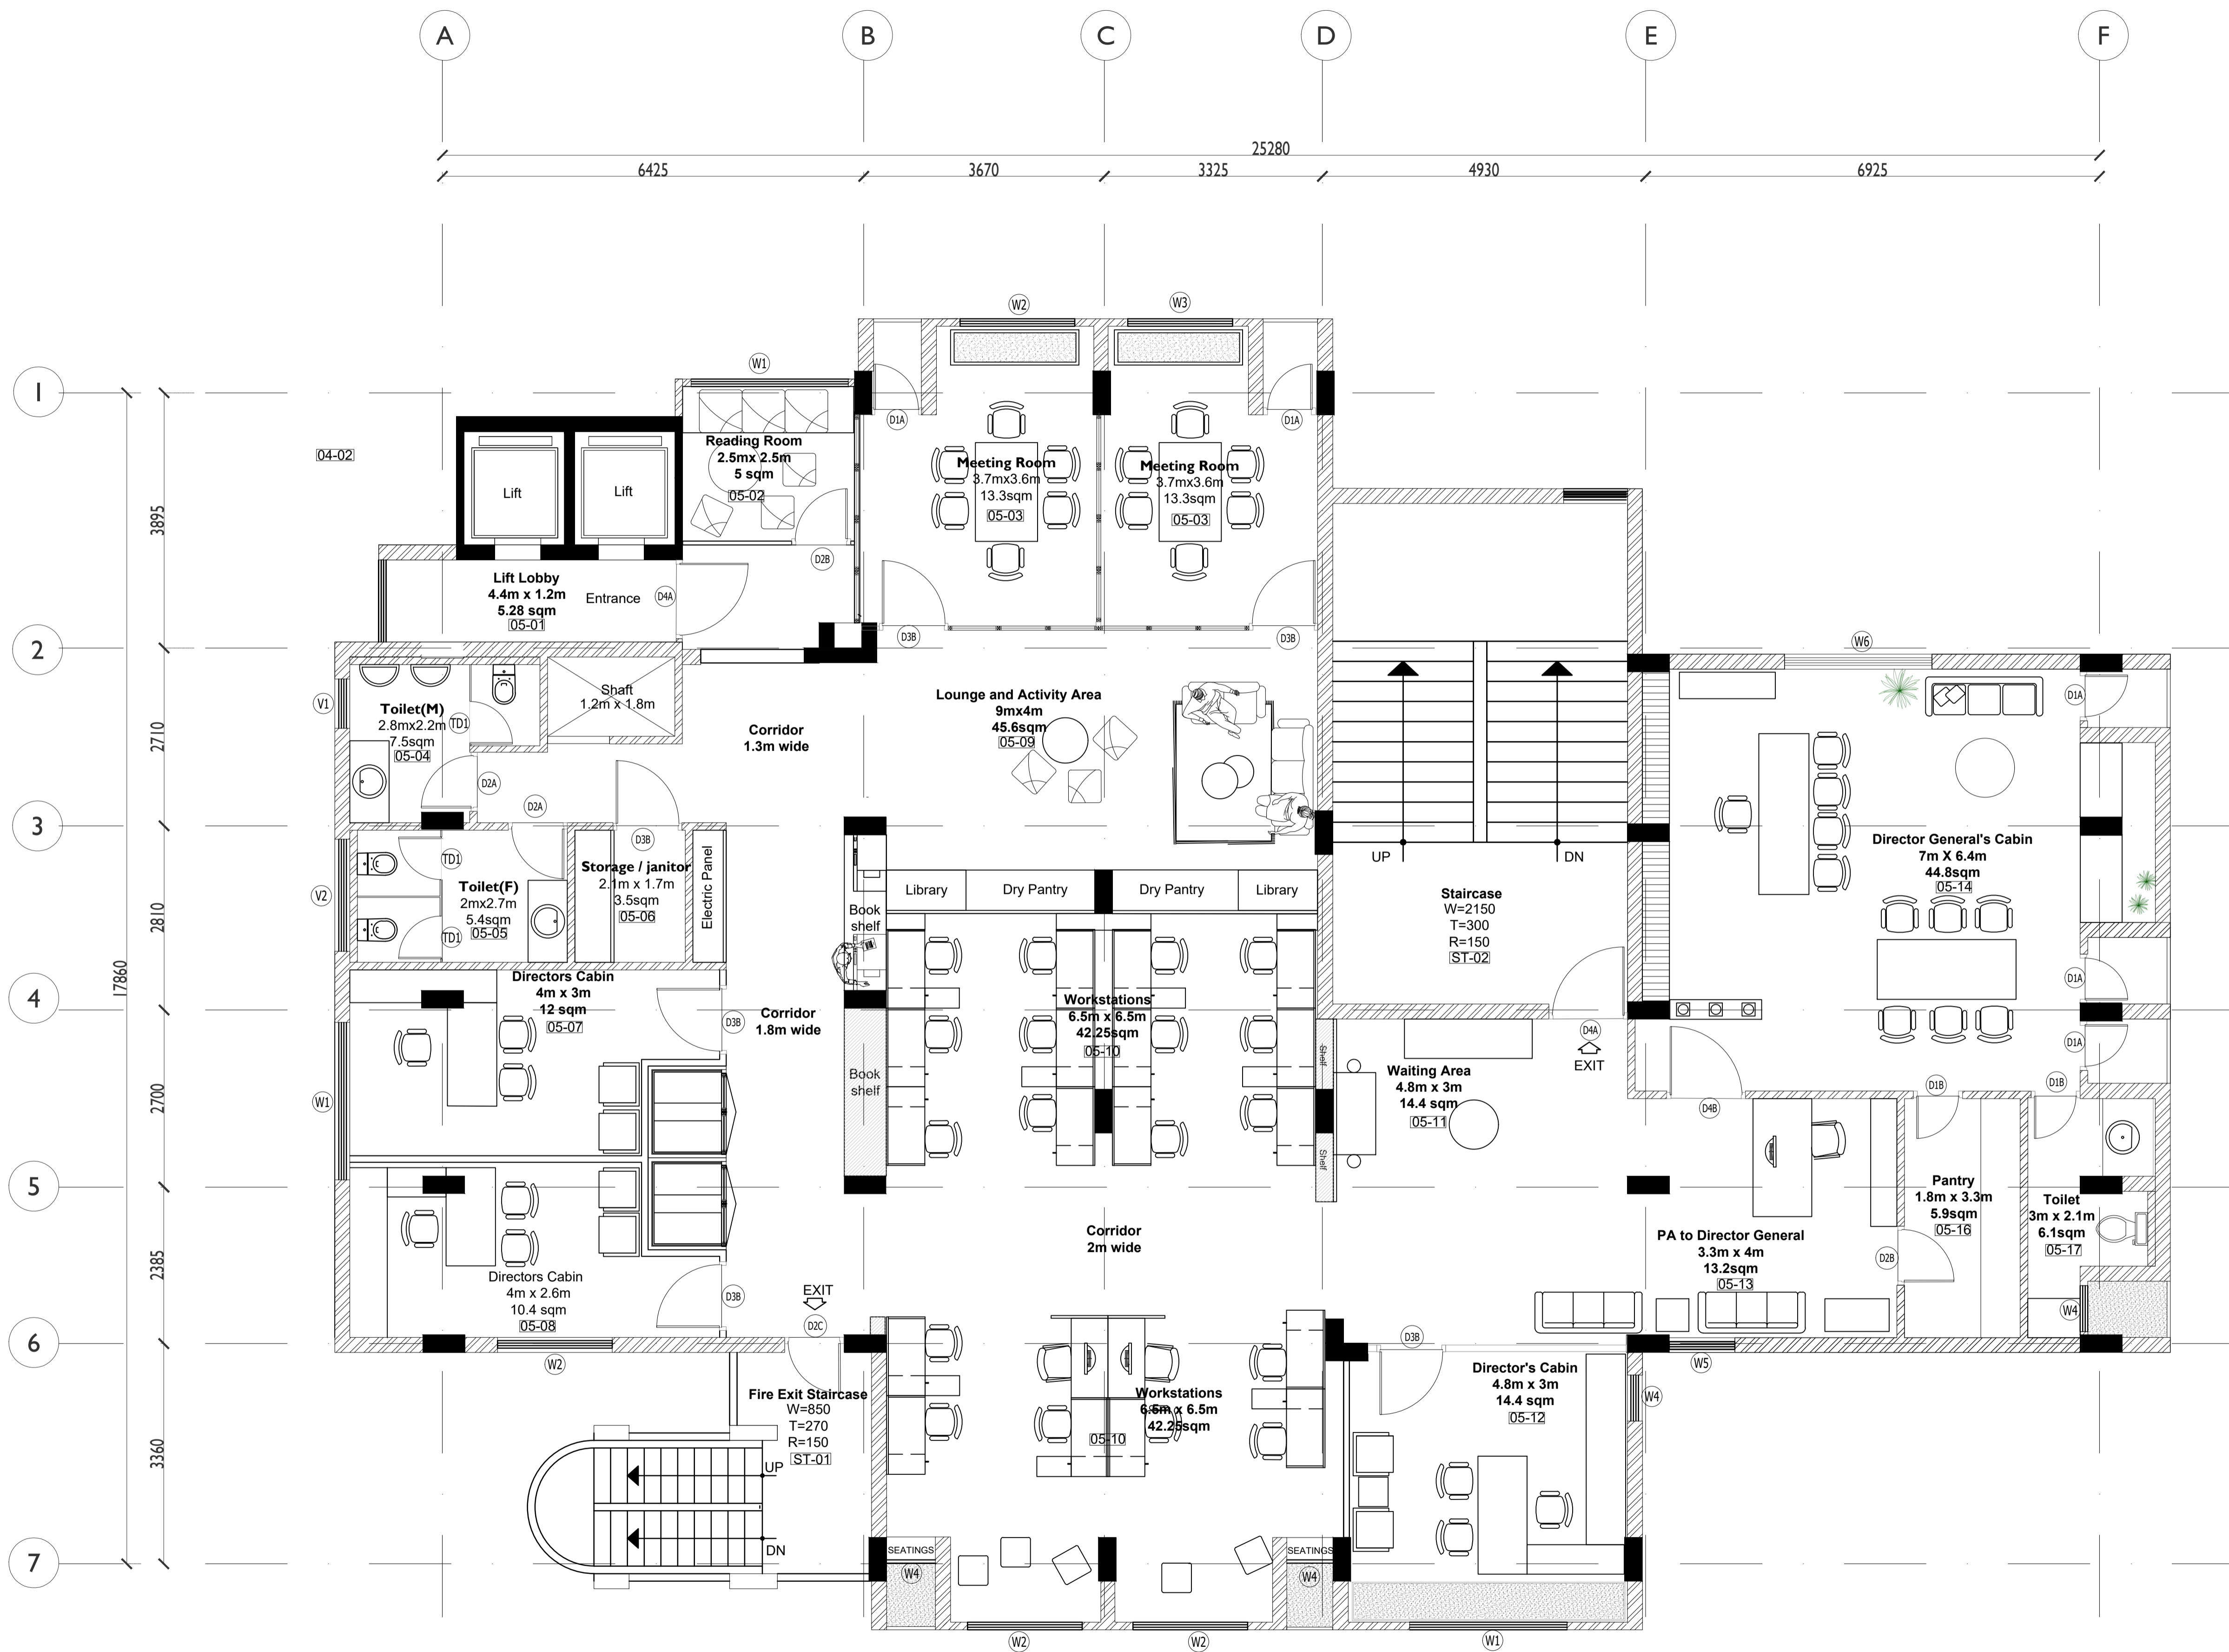 A
B
C
D
E
F
25280
6425
3670
3325
4930
6925
1
2
3
4
5
6
7
17860
3895
2710
2810
2700
2385
3360
04-02
W2
W3
W1
D1A
D1A
Lift
Lift
Reading Room
2.5mx 2.5m
5 sqm
05-02
D2B
Meeting Room
3.7mx3.6m
13.3sqm
05-03
Meeting Room
3.7mx3.6m
13.3sqm
05-03
D3B
D3B
Lift Lobby
4.4m x 1.2m
5.28 sqm
05-01
Entrance
D4A
V1
Toilet(M)
2.8mx2.2m
7.5sqm
05-04
TD1
D2A
Shaft
1.2m x 1.8m
Corridor
1.3m wide
Lounge and Activity Area
9mx4m
45.6sqm
05-09
W6
D1A
D2A
D3B
V2
TD1
TD1
Toilet(F)
2mx2.7m
5.4sqm
05-05
Storage / janitor
2.1m x 1.7m
3.5sqm
05-06
Electric Panel
Book
shelf
Library
Dry Pantry
Dry Pantry
Library
UP
DN
Staircase
W=2150
T=300
R=150
ST-02
Director General's Cabin
7m X 6.4m
44.8sqm
05-14
D1A
D1A
Directors Cabin
4m x 3m
12 sqm
05-07
D3B
Corridor
1.8m wide
Book
shelf
Workstations
6.5m x 6.5m
42.25sqm
05-10
Shelf
Shelf
D4A
EXIT
Waiting Area
4.8m x 3m
14.4 sqm
05-11
D4B
D1B
D1B
W1
Corridor
2m wide
PA to Director General
3.3m x 4m
13.2sqm
05-13
Pantry
1.8m x 3.3m
5.9sqm
05-16
D2B
Toilet
3m x 2.1m
6.1sqm
05-17
W4
Directors Cabin
4m x 2.6m
10.4 sqm
05-08
D3B
EXIT
D2C
W2
Fire Exit Staircase
W=850
T=270
R=150
ST-01
UP
DN
Workstations
6.5m x 6.5m
42.25sqm
05-10
D3B
Director's Cabin
4.8m x 3m
14.4 sqm
05-12
W5
W4
SEATINGS
W4
SEATINGS
W4
W2
W2
W1